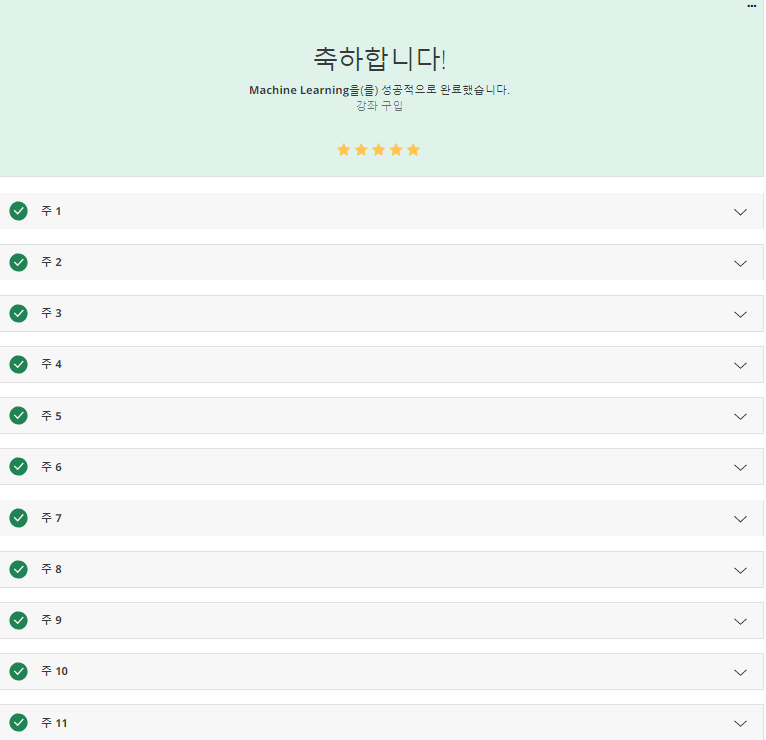 축하합니다!
Machine Learning을(를) 성공적으로 완료했습니다.
강좌 구입
주 1
주 2
주 3
주 4
주 5
주 6
주 7
주 8
주 9
주 10
주 11